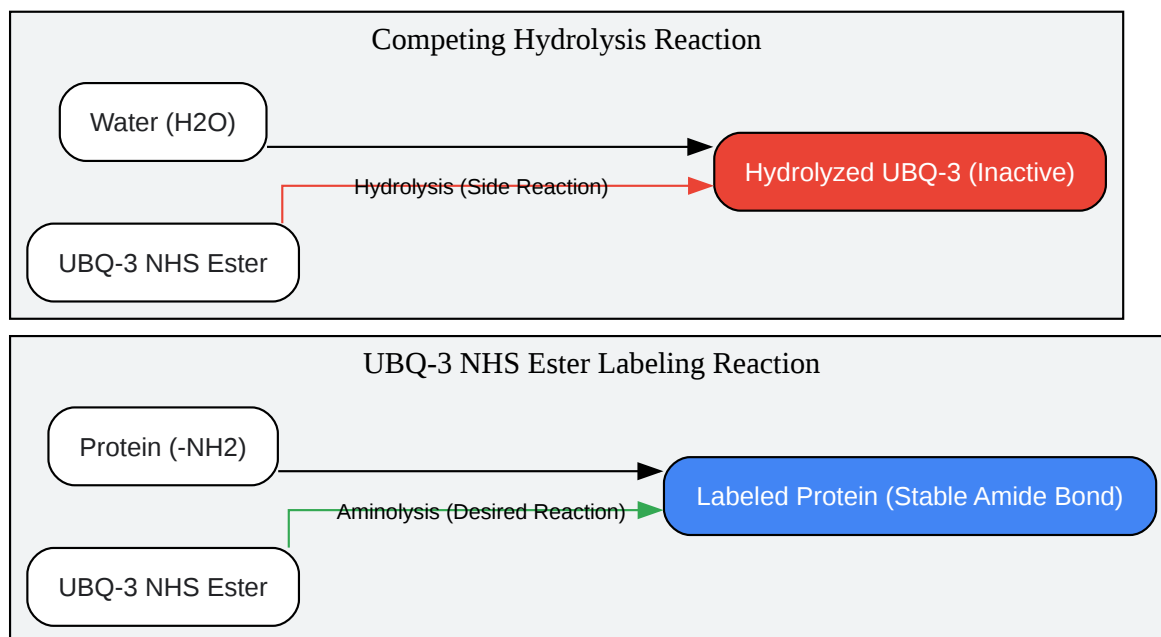 Competing Hydrolysis Reaction
Water (H2O)
Hydrolysis (Side Reaction)
Hydrolyzed UBQ-3 (Inactive)
UBQ-3 NHS Ester
UBQ-3 NHS Ester Labeling Reaction
Protein (-NH2)
Aminolysis (Desired Reaction)
Labeled Protein (Stable Amide Bond)
UBQ-3 NHS Ester